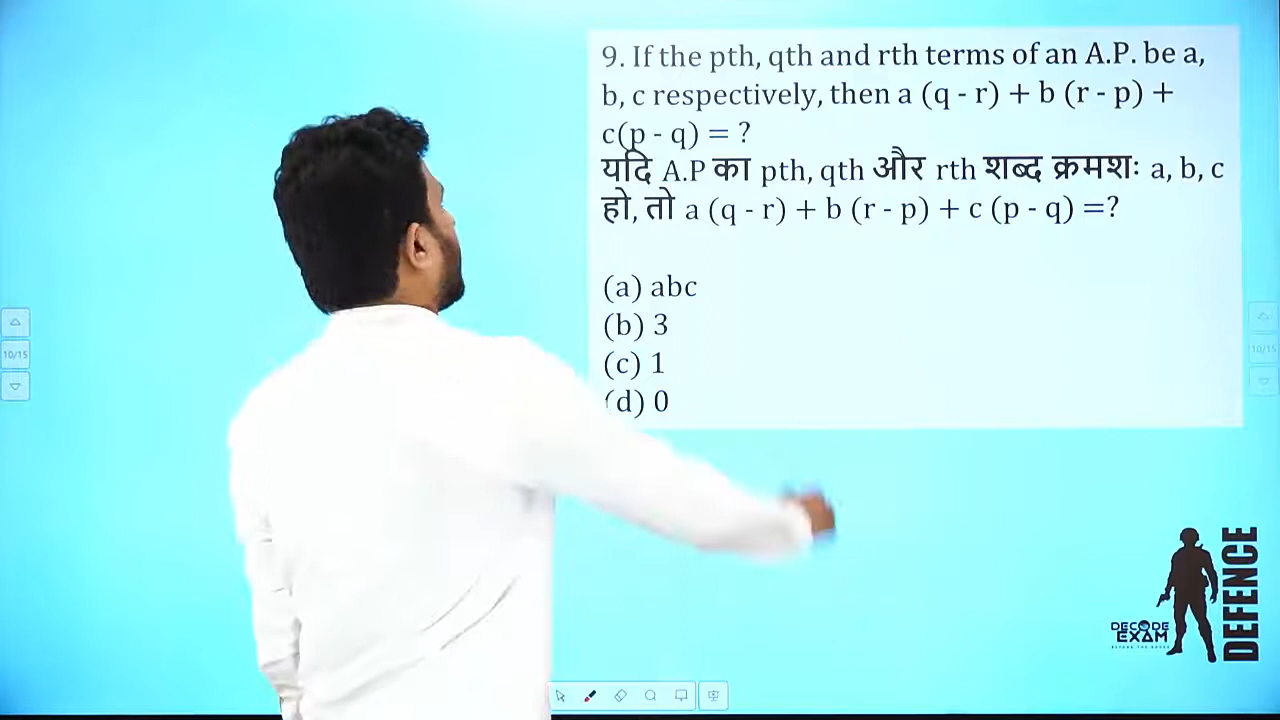 9. If the pth, qth and rth terms of an A.P. be a,
b, c respectively, then a (q - r) + b (r - p) +
c(p - q) = ?
यदि A.P का pth, qth और rth शब्द क्रमशः a, b, c
हो, तो a (q - r) + b (r - p) + c (p - q) =?
(a) abc
(b) 3
(c) 1
(d) 0
10/15
10/15
DECODE
EXAM
DEFENCE